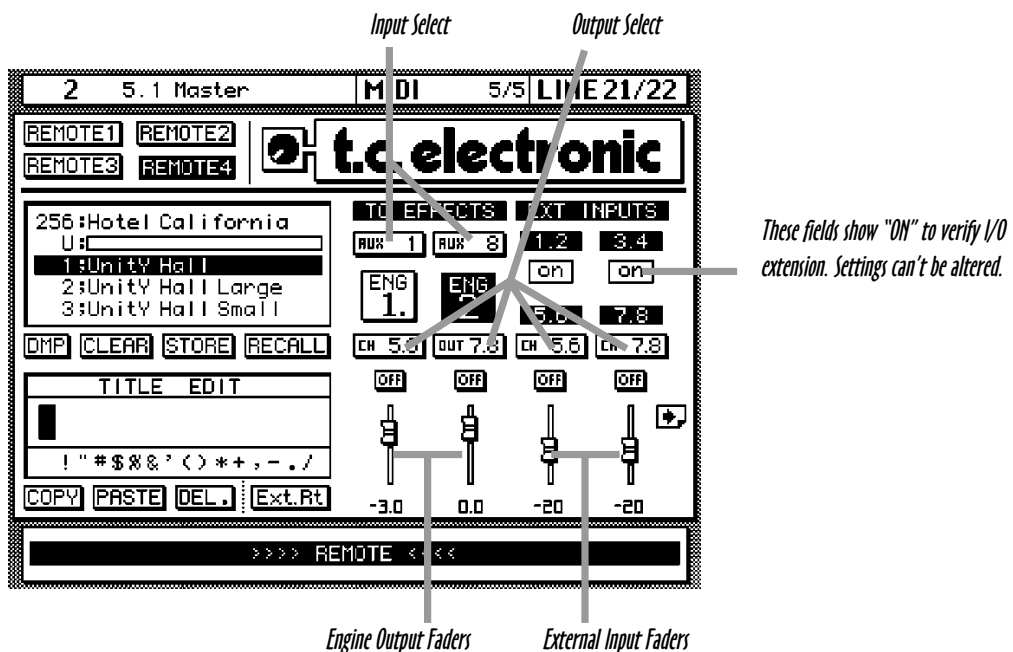 Input Select
Output Select
2 5.1 Master MIDI 5/5 LINE 21/22
REMOTE1 REMOTE2
REMOTE3 REMOTE4
t.c. electronic
256:Hotel California
U:
1:Unity Hall
2:Unity Hall Large
3:Unity Hall Small
DMP CLEAR STORE RECALL
TITLE EDIT
!"#$%&'()*+,-./
COPY PASTE DEL. Ext.Rt
TO EFFECTS EXT INPUTS
AUX 1 AUX 8 1.2 3.4
on on
ENG 1. ENG 2
5.6 7.8
CH 5.6 OUT 7.8 CH 5.6 CH 7.8
OFF OFF OFF OFF
-3.0 0.0 -20 -20
>>>> REMOTE <<<<
These fields show "ON" to verify I/O
extension. Settings can't be altered.
Engine Output Faders
External Input Faders